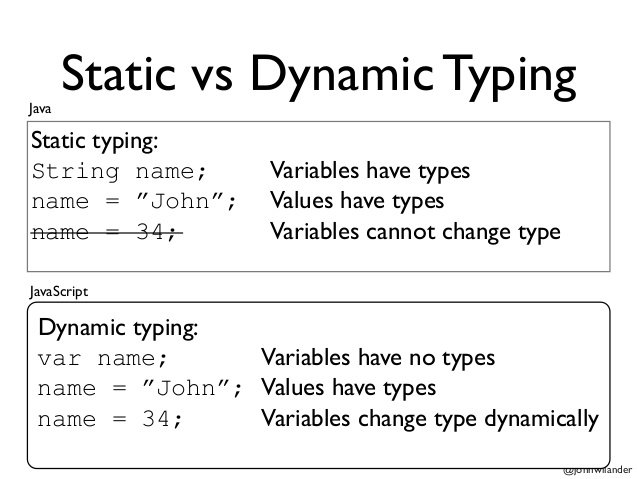 Static vs Dynamic Typing
Java
Static typing:
String name; Variables have types
name = ”John”; Values have types
name = 34; Variables cannot change type
JavaScript
Dynamic typing:
var name; Variables have no types
name = ”John”; Values have types
name = 34; Variables change type dynamically
@johnwilander